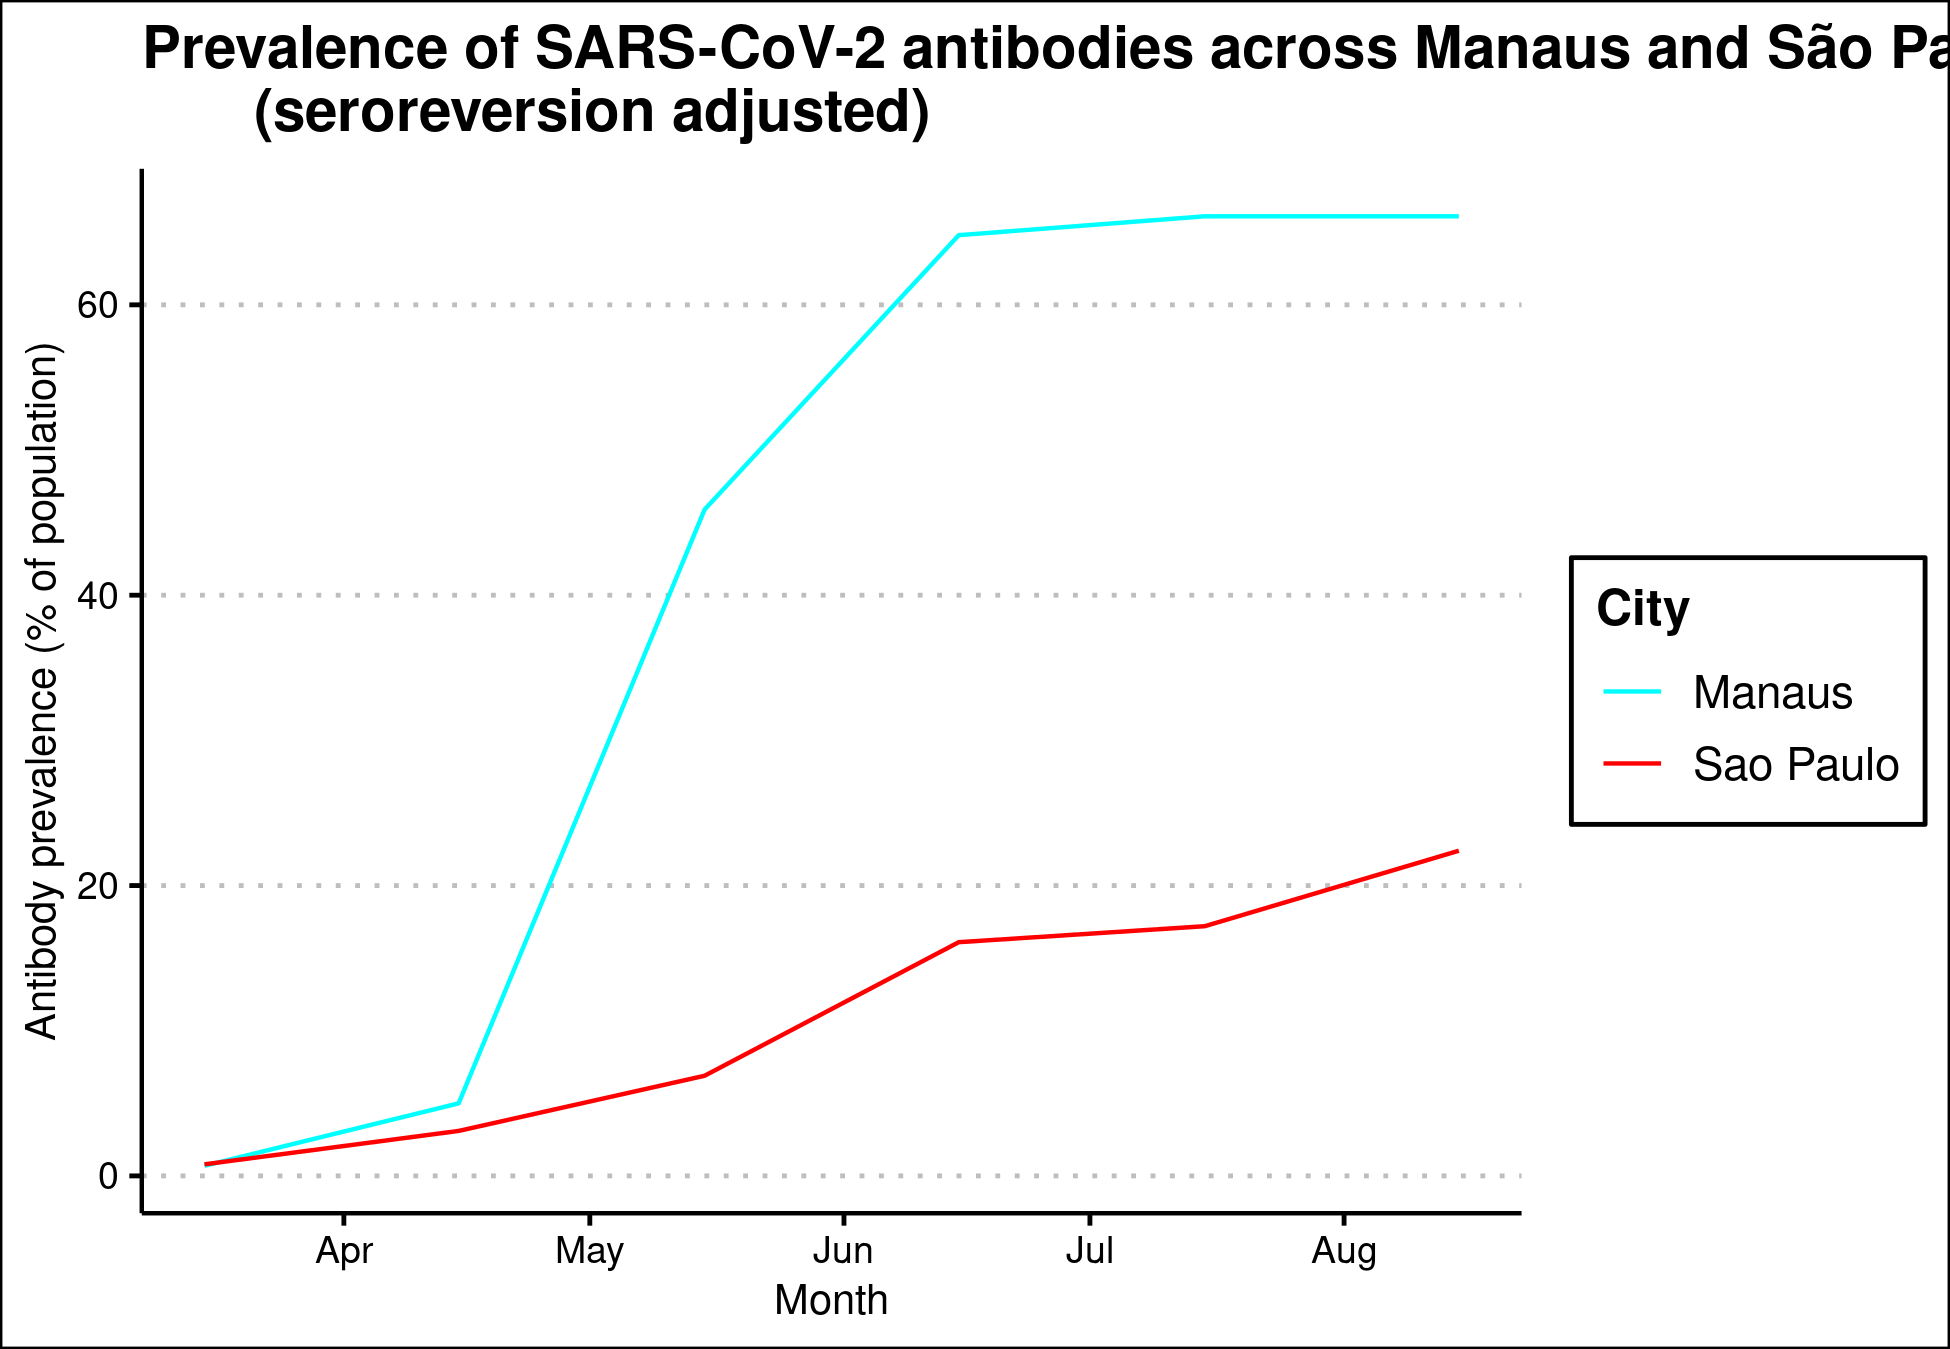 Prevalence of SARS-CoV-2 antibodies across Manaus and São Pa
(seroreversion adjusted)
Antibody prevalence (% of population)
60
40
20
0
Apr May Jun Jul Aug
Month
City
Manaus
Sao Paulo